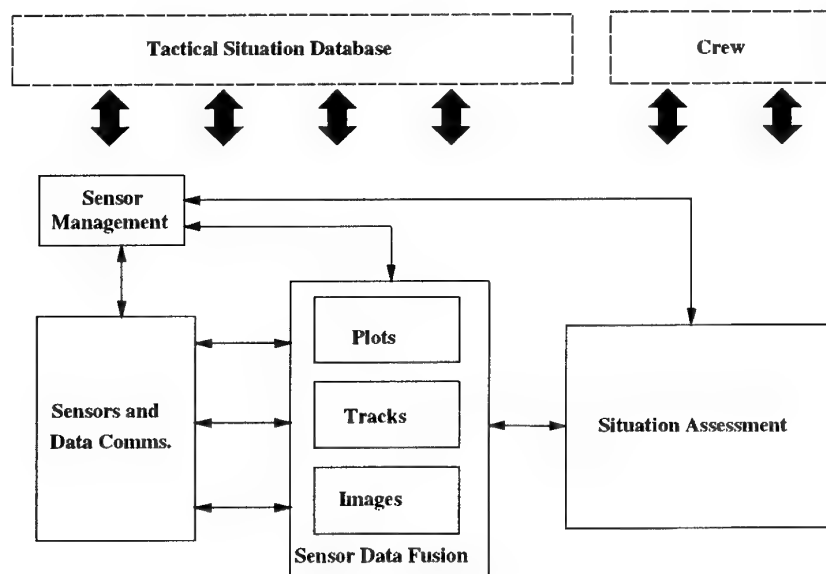 Tactical Situation Database
Crew
Sensor
Management
Plots
Sensors and
Data Comms.
Tracks
Situation Assessment
Images
Sensor Data Fusion